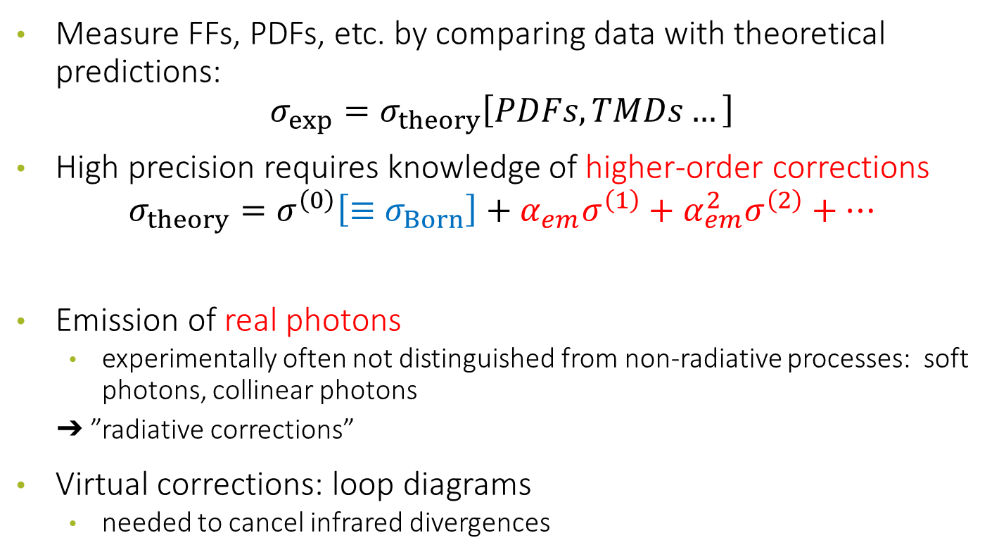 • Measure FFs, PDFs, etc. by comparing data with theoretical
predictions:
σ_exp = σ_theory[PDFs, TMDs … ]
• High precision requires knowledge of higher-order corrections
σ_theory = σ^(0)[≡ σ_Born] + α_em σ^(1) + α_em^2 σ^(2) + ⋯
• Emission of real photons
• experimentally often not distinguished from non-radiative processes: soft
photons, collinear photons
➔ ”radiative corrections”
• Virtual corrections: loop diagrams
• needed to cancel infrared divergences